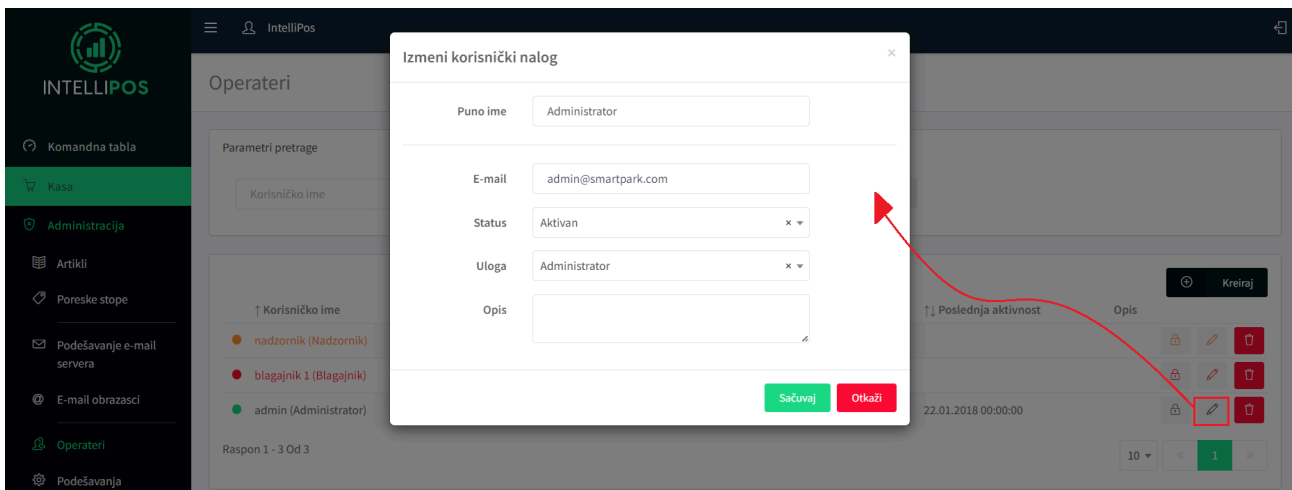 INTELLIPOS
IntelliPos
Operateri
Komandna tabla
Kasa
Administracija
Artikli
Poreske stope
Podešavanje e-mail
servera
@ E-mail obrazasci
Operateri
Podešavanja
Parametri pretrage
Korisničko ime
Kreiraj
↑ Korisničko ime
↑↓ Poslednja aktivnost
Opis
nadzornik (Nadzornik)
blagajnik 1 (Blagajnik)
admin (Administrator)
22.01.2018 00:00:00
Raspon 1 - 3 Od 3
10
«
1
»
Izmeni korisnički nalog
×
Puno ime
Administrator
E-mail
admin@smartpark.com
Status
Aktivan
×
Uloga
Administrator
×
Opis
Sačuvaj
Otkaži